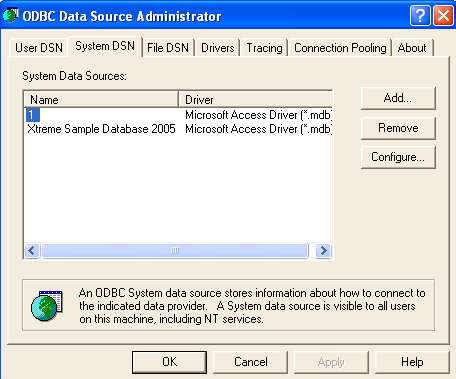 ODBC Data Source Administrator
User DSN System DSN File DSN Drivers Tracing Connection Pooling About
System Data Sources:
Name Driver
1 Microsoft Access Driver (*.mdb)
Xtreme Sample Database 2005 Microsoft Access Driver (*.mdb)
Add...
Remove
Configure...
An ODBC System data source stores information about how to connect to
the indicated data provider. A System data source is visible to all users
on this machine, including NT services.
OK Cancel Apply Help